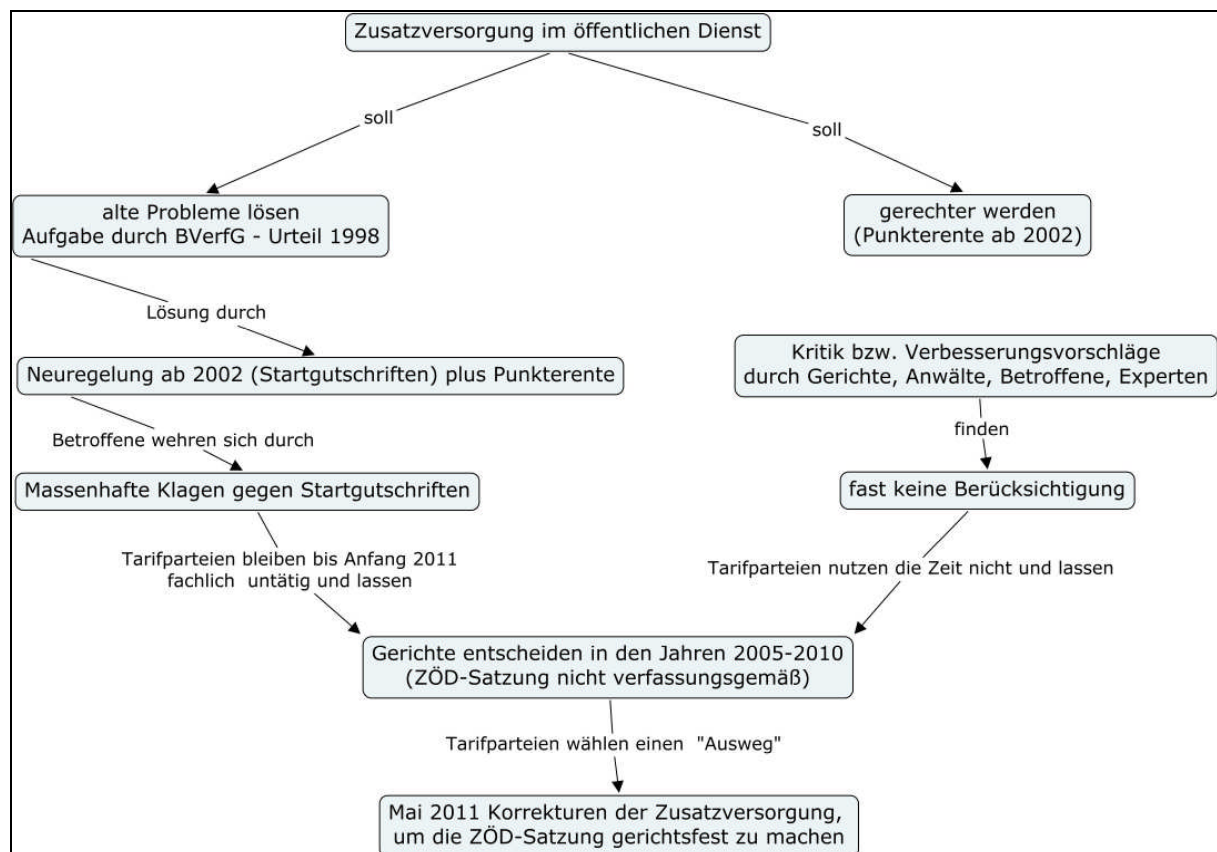 Zusatzversorgung im öffentlichen Dienst
soll
soll
alte Probleme lösen
Aufgabe durch BVerfG - Urteil 1998
gerechter werden
(Punkterente ab 2002)
Lösung durch
Neuregelung ab 2002 (Startgutschriften) plus Punkterente
Kritik bzw. Verbesserungsvorschläge
durch Gerichte, Anwälte, Betroffene, Experten
Betroffene wehren sich durch
finden
Massenhafte Klagen gegen Startgutschriften
fast keine Berücksichtigung
Tarifparteien bleiben bis Anfang 2011
fachlich untätig und lassen
Tarifparteien nutzen die Zeit nicht und lassen
Gerichte entscheiden in den Jahren 2005-2010
(ZÖD-Satzung nicht verfassungsgemäß)
Tarifparteien wählen einen "Ausweg"
Mai 2011 Korrekturen der Zusatzversorgung,
um die ZÖD-Satzung gerichtsfest zu machen